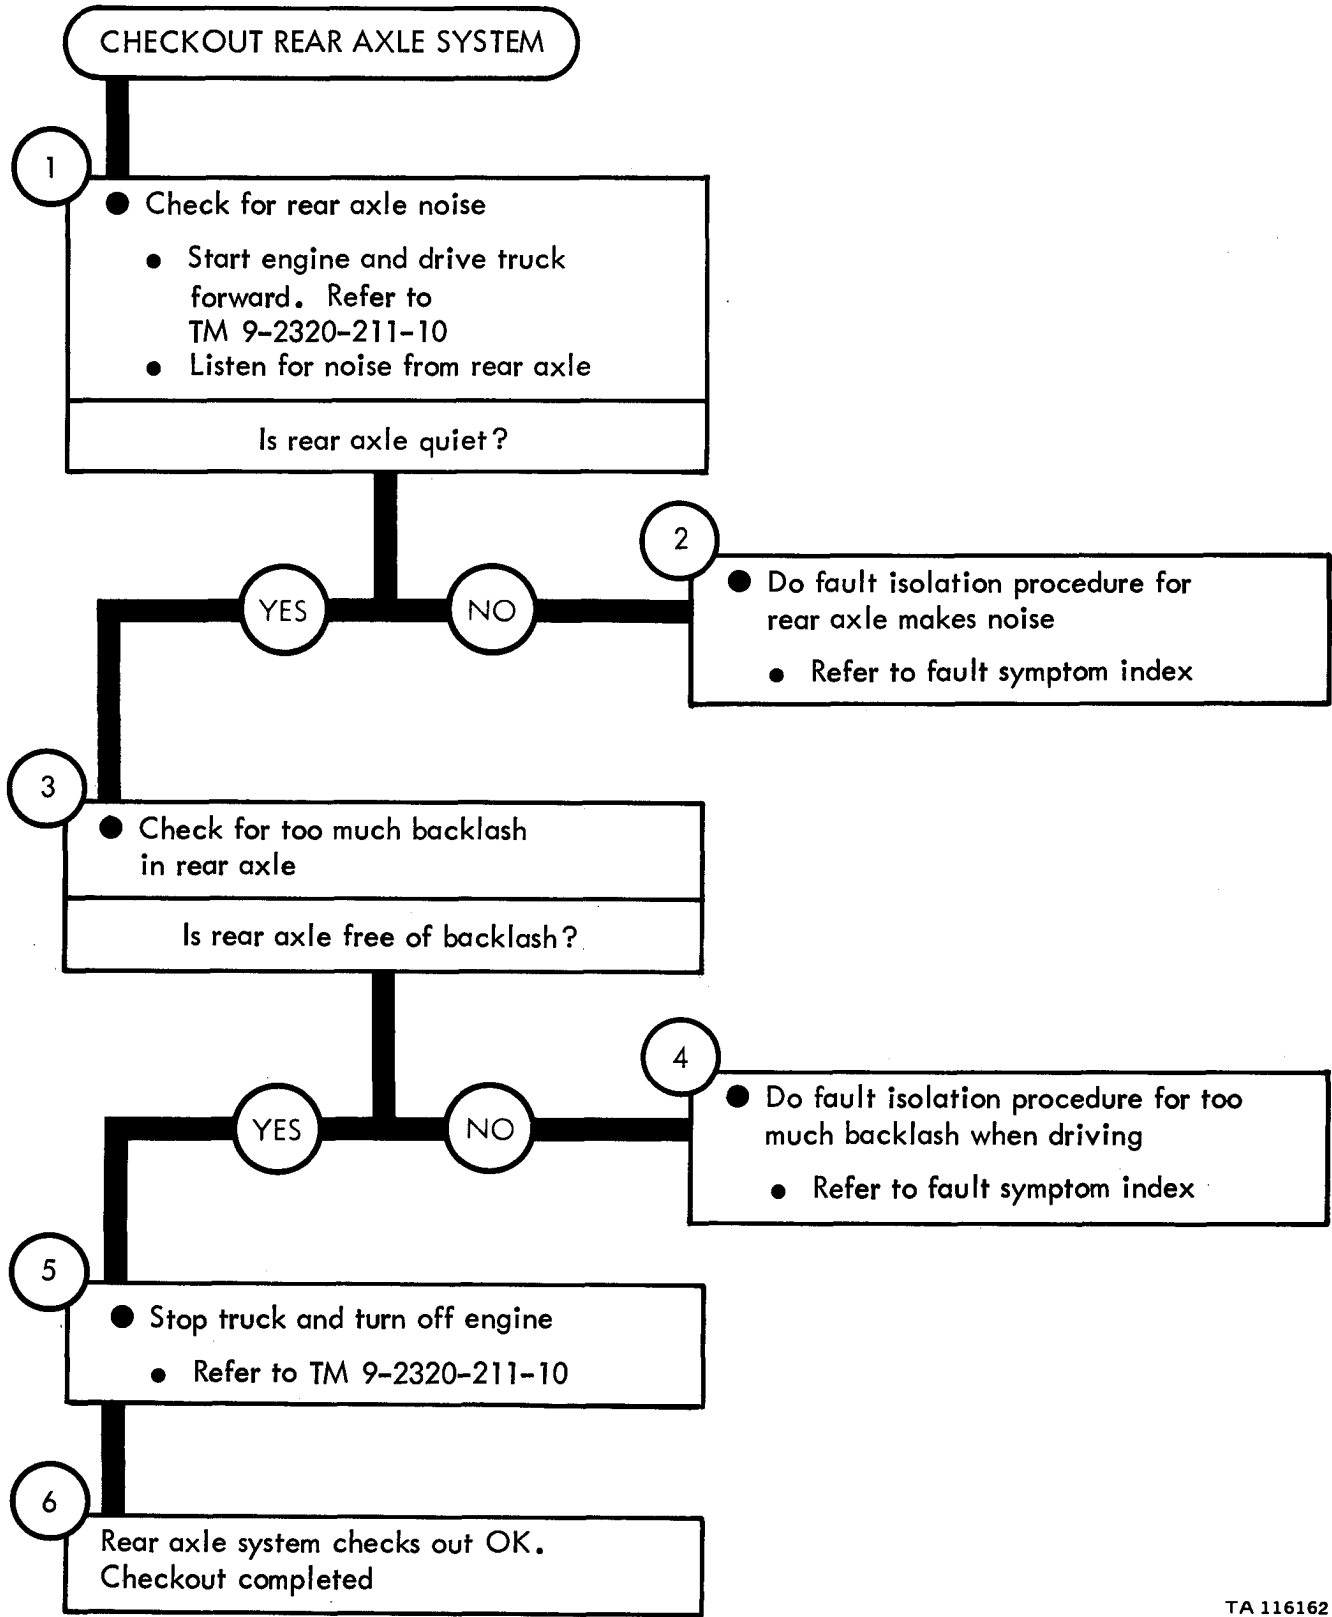 CHECKOUT REAR AXLE SYSTEM
1
● Check for rear axle noise
● Start engine and drive truck
forward. Refer to
TM 9-2320-211-10
● Listen for noise from rear axle
Is rear axle quiet?
YES
NO
2
● Do fault isolation procedure for
rear axle makes noise
● Refer to fault symptom index
3
● Check for too much backlash
in rear axle
Is rear axle free of backlash?
YES
NO
4
● Do fault isolation procedure for too
much backlash when driving
● Refer to fault symptom index
5
● Stop truck and turn off engine
● Refer to TM 9-2320-211-10
6
Rear axle system checks out OK.
Checkout completed
TA 116162